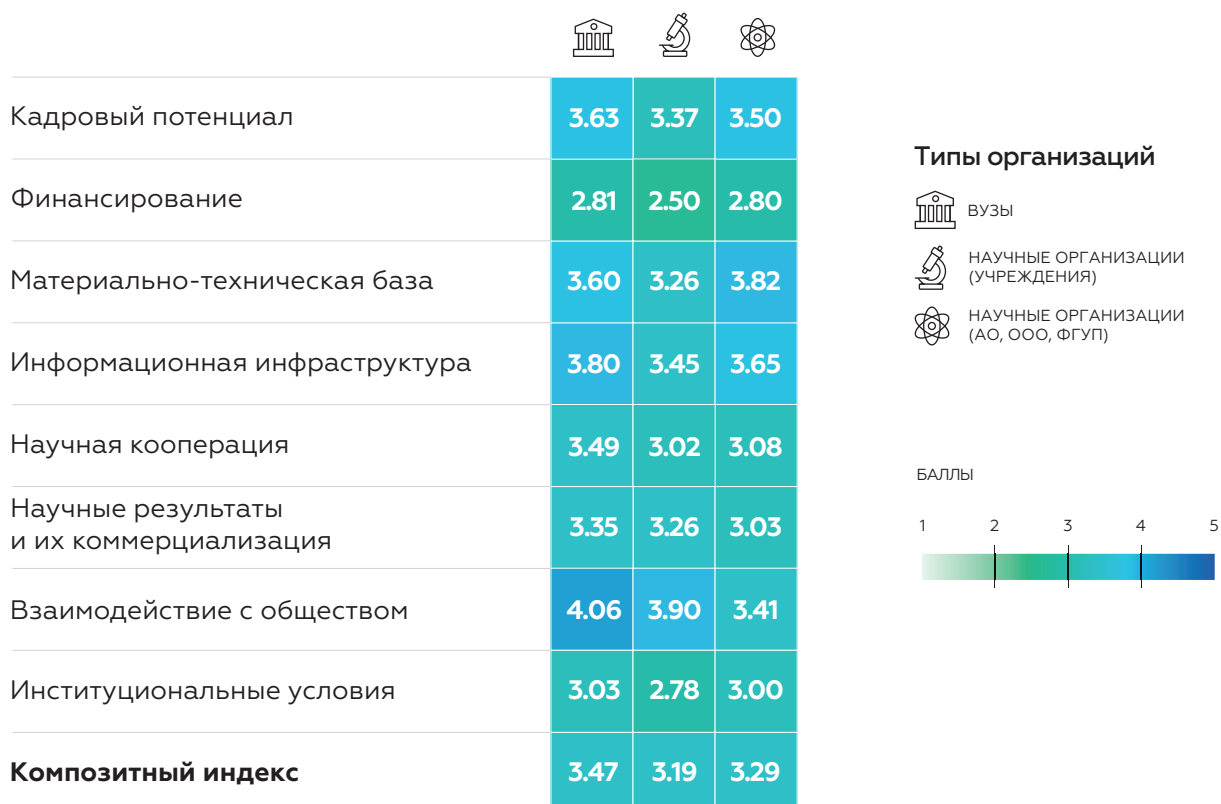 Кадровый потенциал 3.63 3.37 3.50
Финансирование 2.81 2.50 2.80
Материально-техническая база 3.60 3.26 3.82
Информационная инфраструктура 3.80 3.45 3.65
Научная кооперация 3.49 3.02 3.08
Научные результаты
и их коммерциализация 3.35 3.26 3.03
Взаимодействие с обществом 4.06 3.90 3.41
Институциональные условия 3.03 2.78 3.00
Композитный индекс 3.47 3.19 3.29
Типы организаций
ВУЗЫ
НАУЧНЫЕ ОРГАНИЗАЦИИ
(УЧРЕЖДЕНИЯ)
НАУЧНЫЕ ОРГАНИЗАЦИИ
(АО, ООО, ФГУП)
БАЛЛЫ
1 2 3 4 5